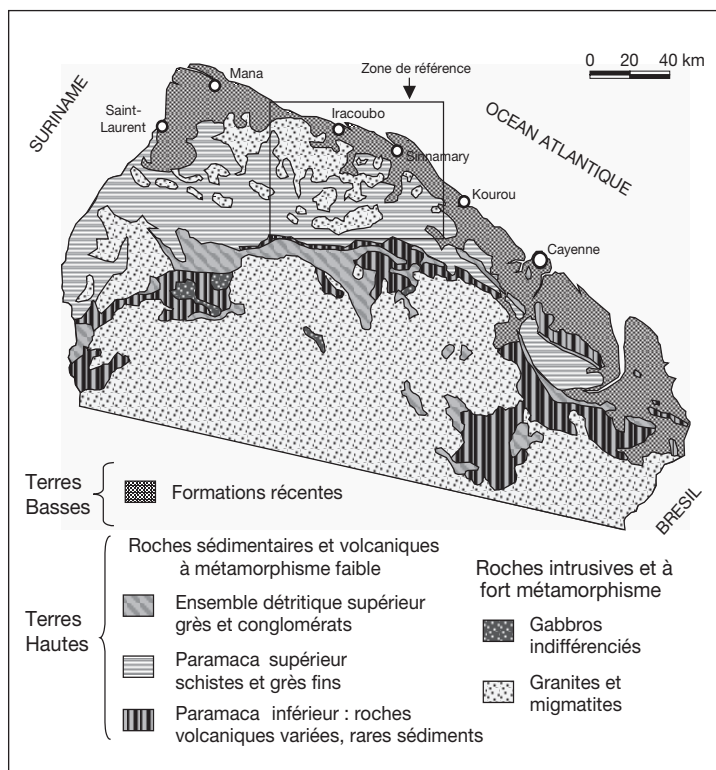 SURINAME
Mana
Saint-
Laurent
Zone de référence
Iracoubo
Sinnamary
OCEAN ATLANTIQUE
0 20 40 km
Kourou
Cayenne
BRESIL
Terres
Basses
Formations récentes
Terres
Hautes
Roches sédimentaires et volcaniques
à métamorphisme faible
Ensemble détritique supérieur
grès et conglomérats
Paramaca supérieur
schistes et grès fins
Paramaca inférieur : roches
volcaniques variées, rares sédiments
Roches intrusives et à
fort métamorphisme
Gabbros
indifférenciés
Granites et
migmatites